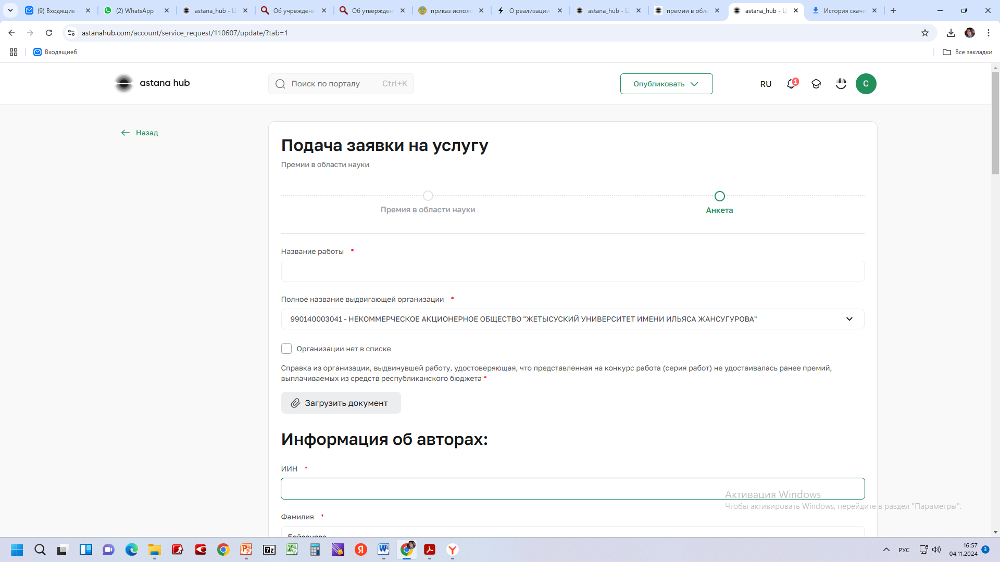 (9) Входящие -
(2) WhatsApp
astana_hub - Ц
Об учрежден
Об утвержден
приказ исполн
О реализации
astana_hub - Ц
премии в обла
astana_hub - Ц
История скачи
astanahub.com/account/service_request/110607/update/?tab=1
Входящие6
Все закладки
astana hub
Поиск по порталу
Ctrl+K
Опубликовать
RU
1
C
Назад
Подача заявки на услугу
Премии в области науки
Премия в области науки
Анкета
Название работы *
Полное название выдвигающей организации *
990140003041 - НЕКОММЕРЧЕСКОЕ АКЦИОНЕРНОЕ ОБЩЕСТВО "ЖЕТЫСУСКИЙ УНИВЕРСИТЕТ ИМЕНИ ИЛЬЯСА ЖАНСУГУРОВА"
Организации нет в списке
Справка из организации, выдвинувшей работу, удостоверяющая, что представленная на конкурс работа (серия работ) не удостаивалась ранее премий,
выплачиваемых из средств республиканского бюджета *
Загрузить документ
Информация об авторах:
ИИН *
Активация Windows
Чтобы активировать Windows, перейдите в раздел "Параметры".
Фамилия *
РУС
16:57
04.11.2024
3